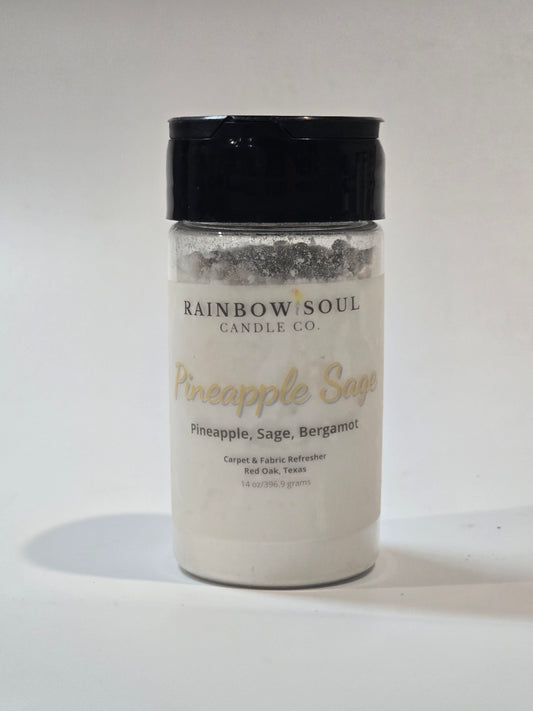 RAINBOW SOUL
CANDLE CO.
Pineapple Sage
Pineapple, Sage, Bergamot
Carpet & Fabric Refresher
Red Oak, Texas
14 oz/396.9 grams